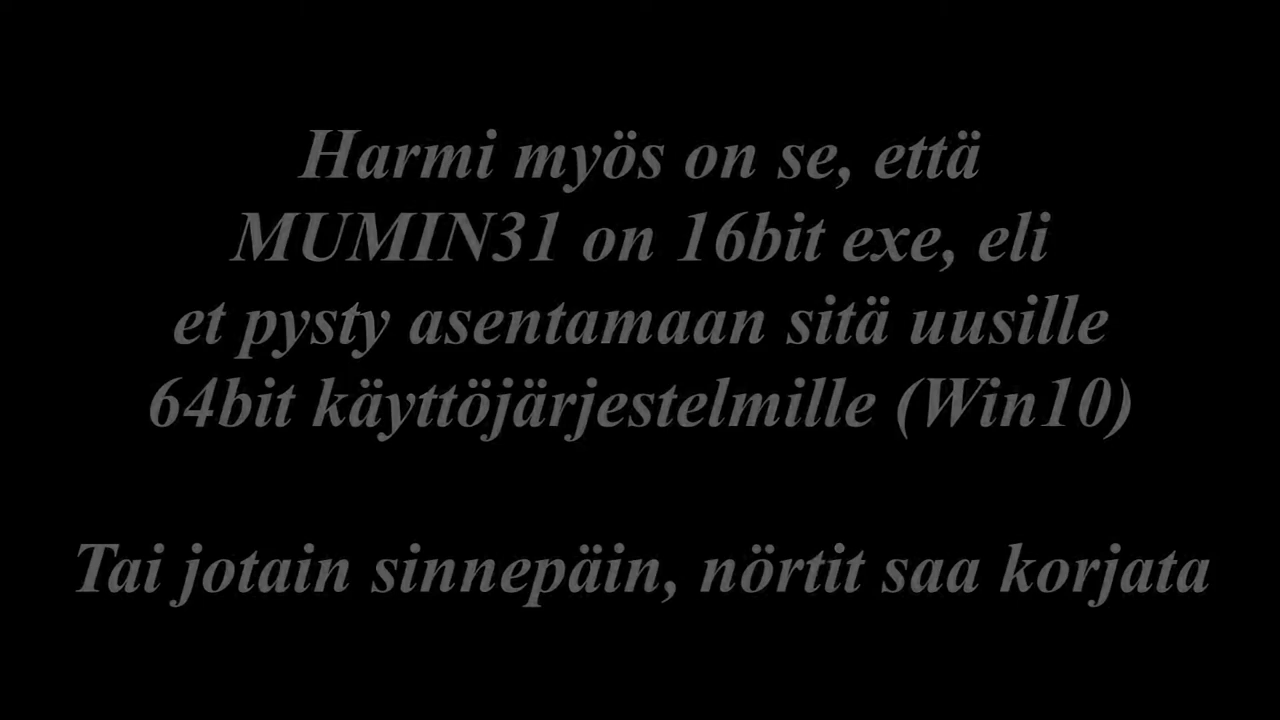 Harmi myös on se, että
MUMIN31 on 16bit exe, eli
et pysty asentamaan sitä uusille
64bit käyttöjärjestelmille (Win10)
Tai jotain sinnepäin, nörtit saa korjata